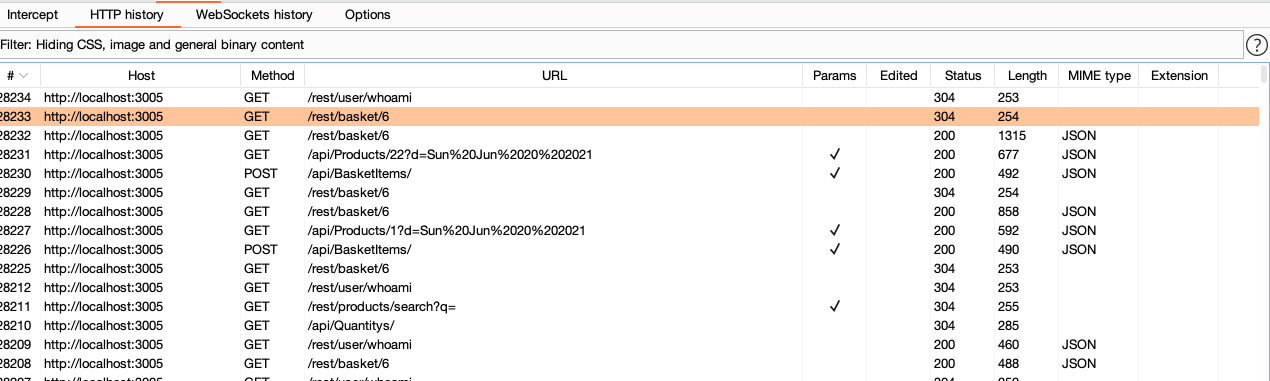 Intercept HTTP history WebSockets history Options
Filter: Hiding CSS, image and general binary content ?
# Host Method URL Params Edited Status Length MIME type Extension
28234 http://localhost:3005 GET /rest/user/whoami 304 253
28233 http://localhost:3005 GET /rest/basket/6 304 254
28232 http://localhost:3005 GET /rest/basket/6 200 1315 JSON
28231 http://localhost:3005 GET /api/Products/22?d=Sun%20Jun%2020%202021 ✓ 200 677 JSON
28230 http://localhost:3005 POST /api/BasketItems/ ✓ 200 492 JSON
28229 http://localhost:3005 GET /rest/basket/6 304 254
28228 http://localhost:3005 GET /rest/basket/6 200 858 JSON
28227 http://localhost:3005 GET /api/Products/1?d=Sun%20Jun%2020%202021 ✓ 200 592 JSON
28226 http://localhost:3005 POST /api/BasketItems/ ✓ 200 490 JSON
28225 http://localhost:3005 GET /rest/basket/6 304 253
28212 http://localhost:3005 GET /rest/user/whoami 304 253
28211 http://localhost:3005 GET /rest/products/search?q= ✓ 304 255
28210 http://localhost:3005 GET /api/Quantitys/ 304 285
28209 http://localhost:3005 GET /rest/user/whoami 200 460 JSON
28208 http://localhost:3005 GET /rest/basket/6 200 488 JSON
http://localhost:3005 GET /rest/user/whoami 304